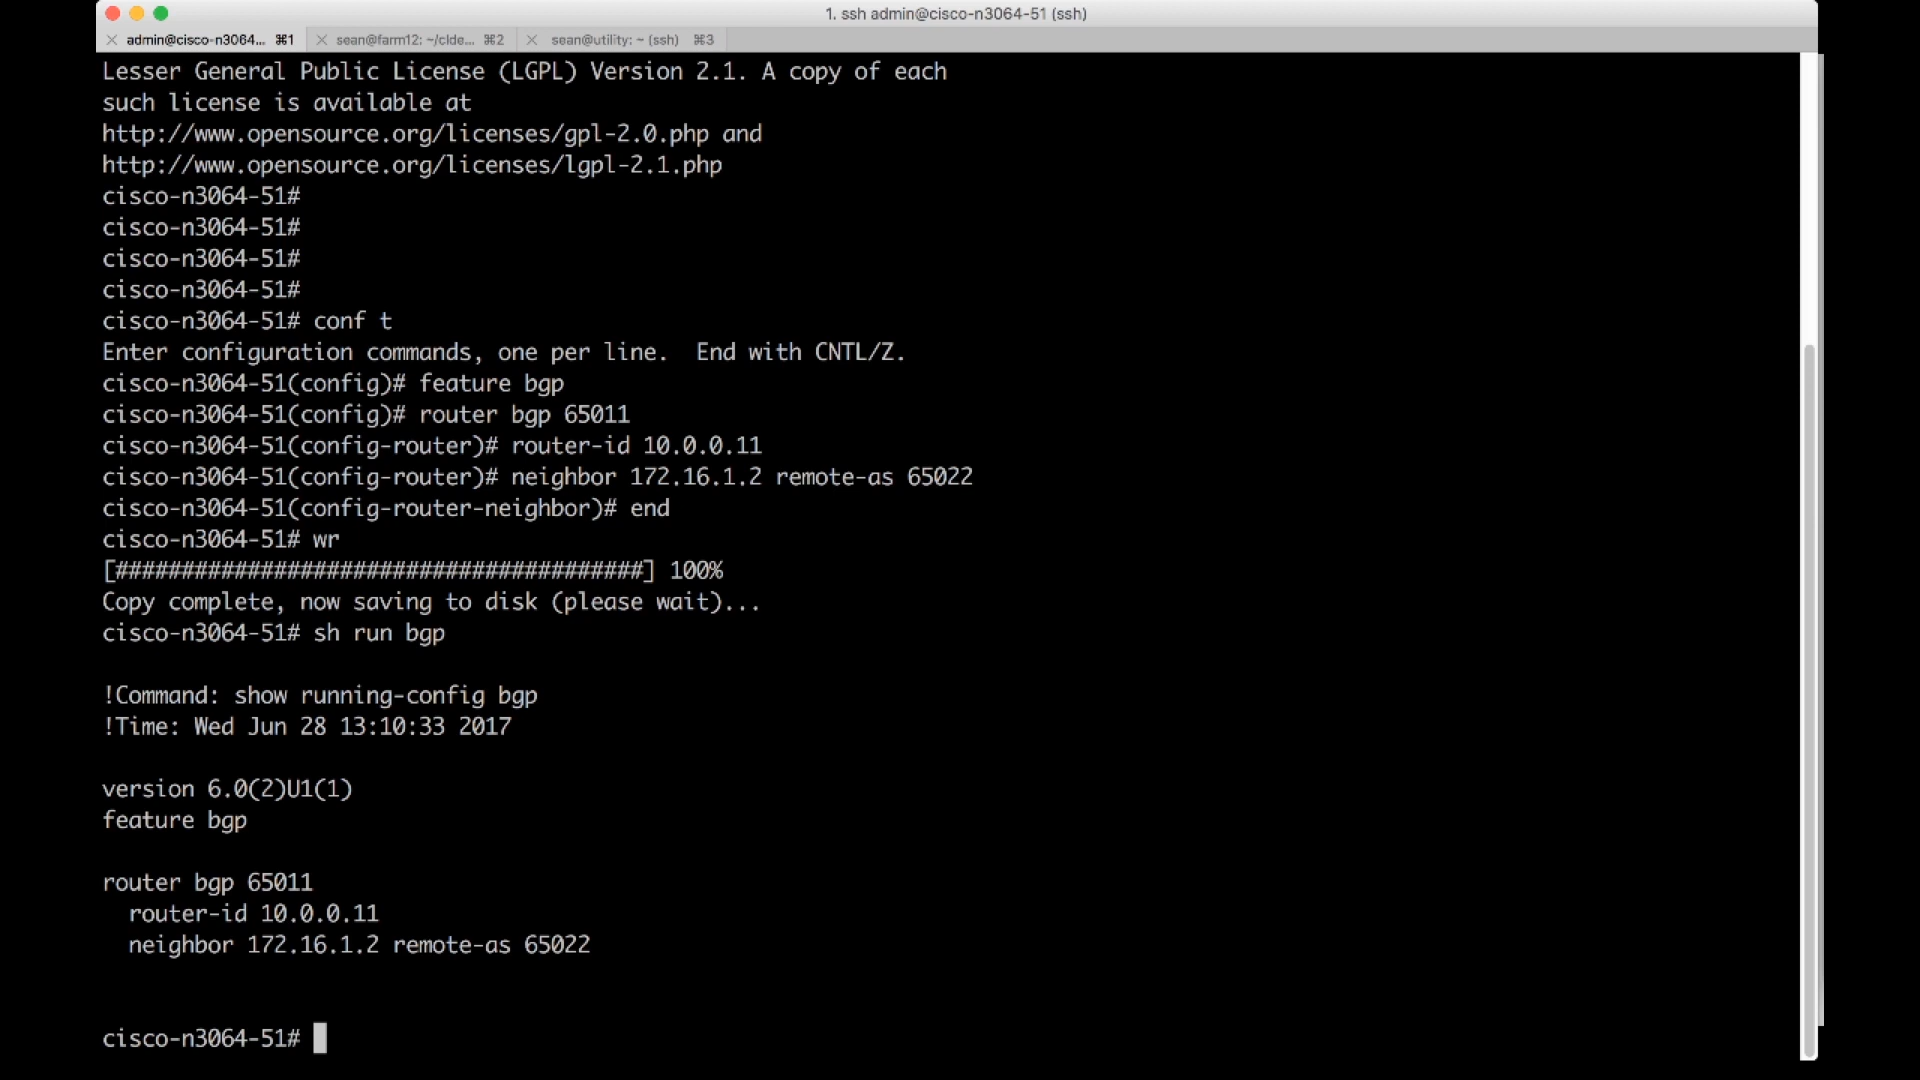 1. ssh admin@cisco-n3064-51 (ssh)
admin@cisco-n3064... ⌘1 sean@farm12: ~/clde... ⌘2 sean@utility: ~ (ssh) ⌘3
Lesser General Public License (LGPL) Version 2.1. A copy of each
such license is available at
http://www.opensource.org/licenses/gpl-2.0.php and
http://www.opensource.org/licenses/lgpl-2.1.php
cisco-n3064-51#
cisco-n3064-51#
cisco-n3064-51#
cisco-n3064-51#
cisco-n3064-51# conf t
Enter configuration commands, one per line.  End with CNTL/Z.
cisco-n3064-51(config)# feature bgp
cisco-n3064-51(config)# router bgp 65011
cisco-n3064-51(config-router)# router-id 10.0.0.11
cisco-n3064-51(config-router)# neighbor 172.16.1.2 remote-as 65022
cisco-n3064-51(config-router-neighbor)# end
cisco-n3064-51# wr
[########################################] 100%
Copy complete, now saving to disk (please wait)...
cisco-n3064-51# sh run bgp
!Command: show running-config bgp
!Time: Wed Jun 28 13:10:33 2017
version 6.0(2)U1(1)
feature bgp
router bgp 65011
  router-id 10.0.0.11
  neighbor 172.16.1.2 remote-as 65022
cisco-n3064-51#